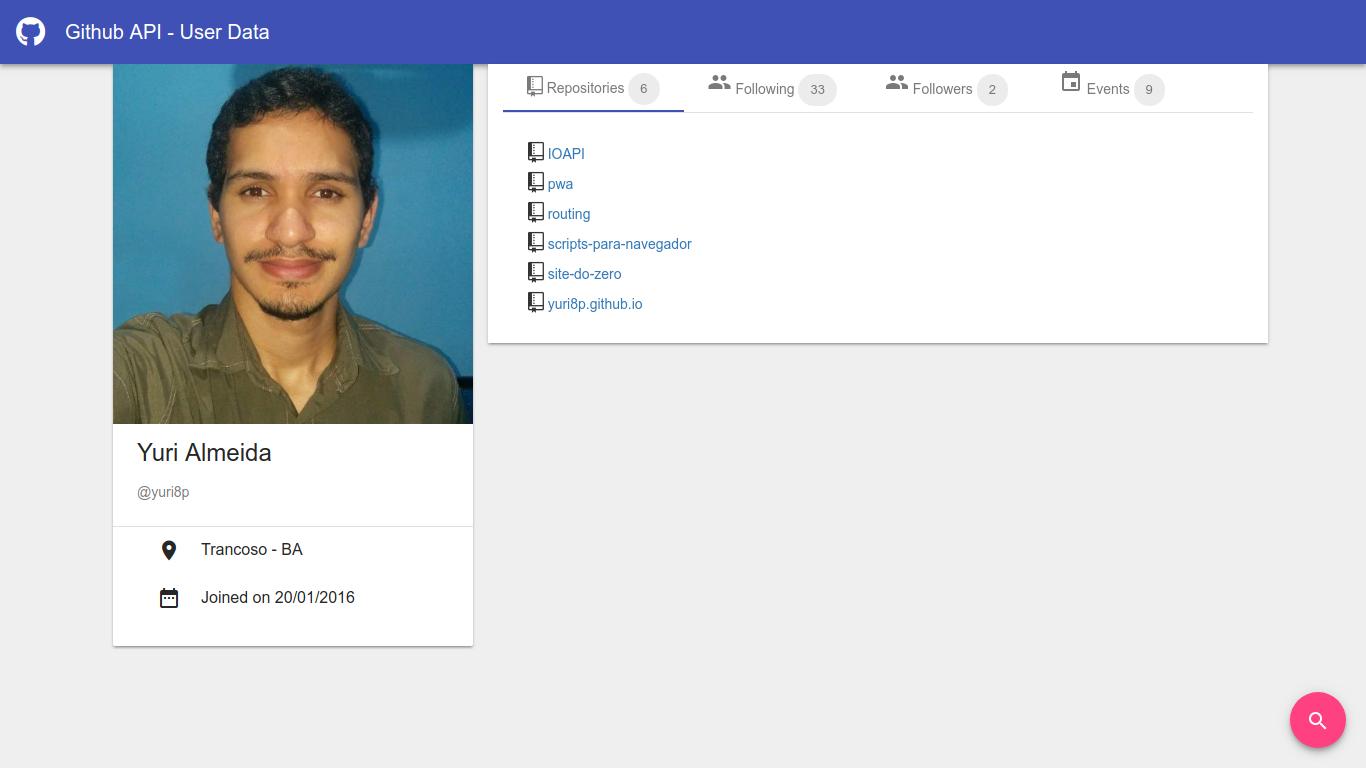 Github API - User Data
Repositories 6 Following 33 Followers 2 Events 9
IOAPI
pwa
routing
scripts-para-navegador
site-do-zero
yuri8p.github.io
Yuri Almeida
@yuri8p
Trancoso - BA
Joined on 20/01/2016